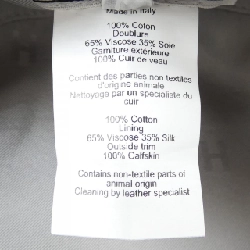 Made in Italy
100% Coton
Doublure
65% Viscose 35% Soie
Garniture extérieure
100% Cuir de veau
Contient des parties non textiles
d'origine animale
Nettoyage par un spécialiste du
cuir
100% Cotton
Lining
65% Viscose 35% Silk
Outside trim
100% Calfskin
Contains non-textile parts of
animal origin
Cleaning by leather specialist